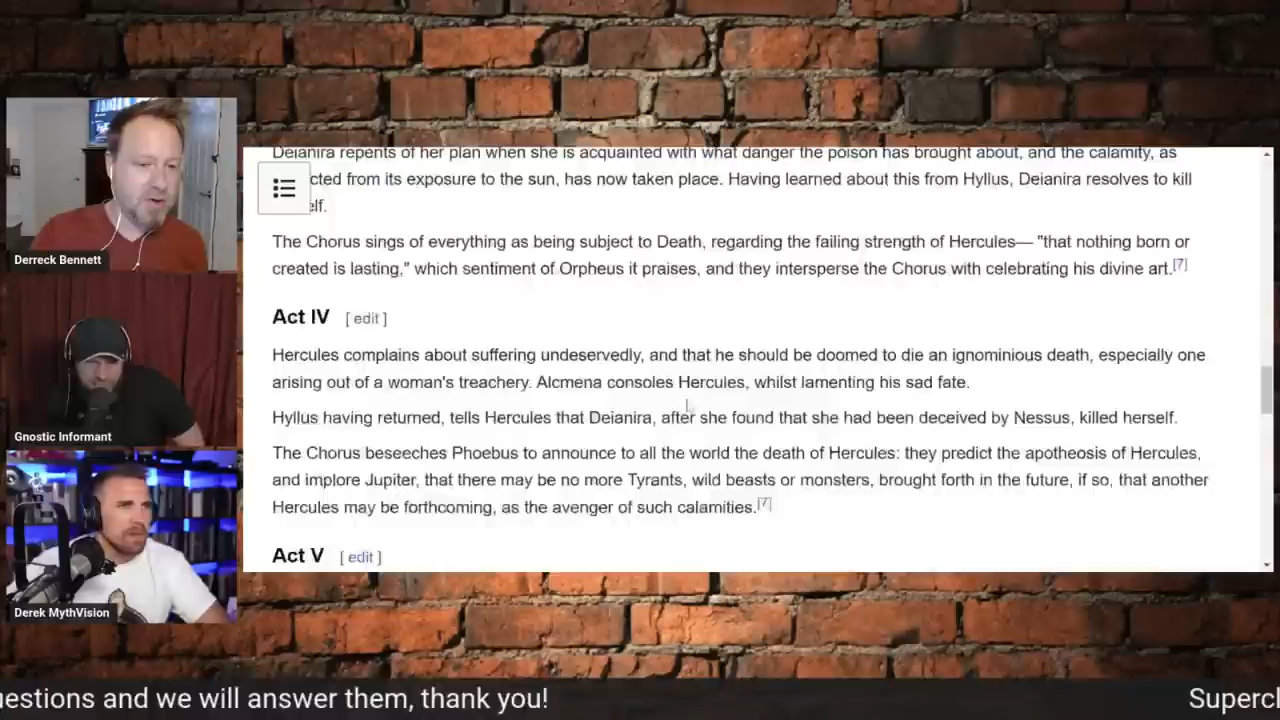 Deianira repents of her plan when she is acquainted with what danger the poison has brought about, and the calamity, as
cted from its exposure to the sun, has now taken place. Having learned about this from Hyllus, Deianira resolves to kill
elf.
The Chorus sings of everything as being subject to Death, regarding the failing strength of Hercules— "that nothing born or
created is lasting," which sentiment of Orpheus it praises, and they intersperse the Chorus with celebrating his divine art.[7]
Act IV [ edit ]
Hercules complains about suffering undeservedly, and that he should be doomed to die an ignominious death, especially one
arising out of a woman's treachery. Alcmena consoles Hercules, whilst lamenting his sad fate.
Hyllus having returned, tells Hercules that Deianira, after she found that she had been deceived by Nessus, killed herself.
The Chorus beseeches Phoebus to announce to all the world the death of Hercules: they predict the apotheosis of Hercules,
and implore Jupiter, that there may be no more Tyrants, wild beasts or monsters, brought forth in the future, if so, that another
Hercules may be forthcoming, as the avenger of such calamities.[7]
Act V [ edit ]
Derreck Bennett
Gnostic Informant
Derek MythVision
uestions and we will answer them, thank you! Supercl